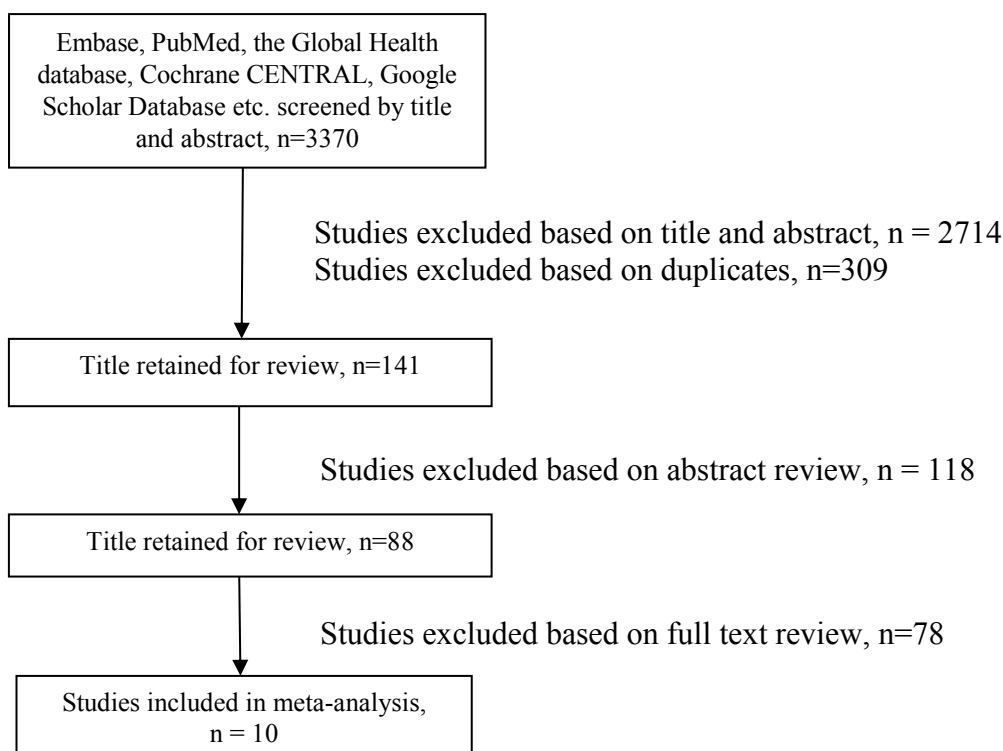 Embase, PubMed, the Global Health
database, Cochrane CENTRAL, Google
Scholar Database etc. screened by title
and abstract, n=3370
Studies excluded based on title and abstract, n = 2714
Studies excluded based on duplicates, n=309
Title retained for review, n=141
Studies excluded based on abstract review, n = 118
Title retained for review, n=88
Studies excluded based on full text review, n=78
Studies included in meta-analysis,
n = 10